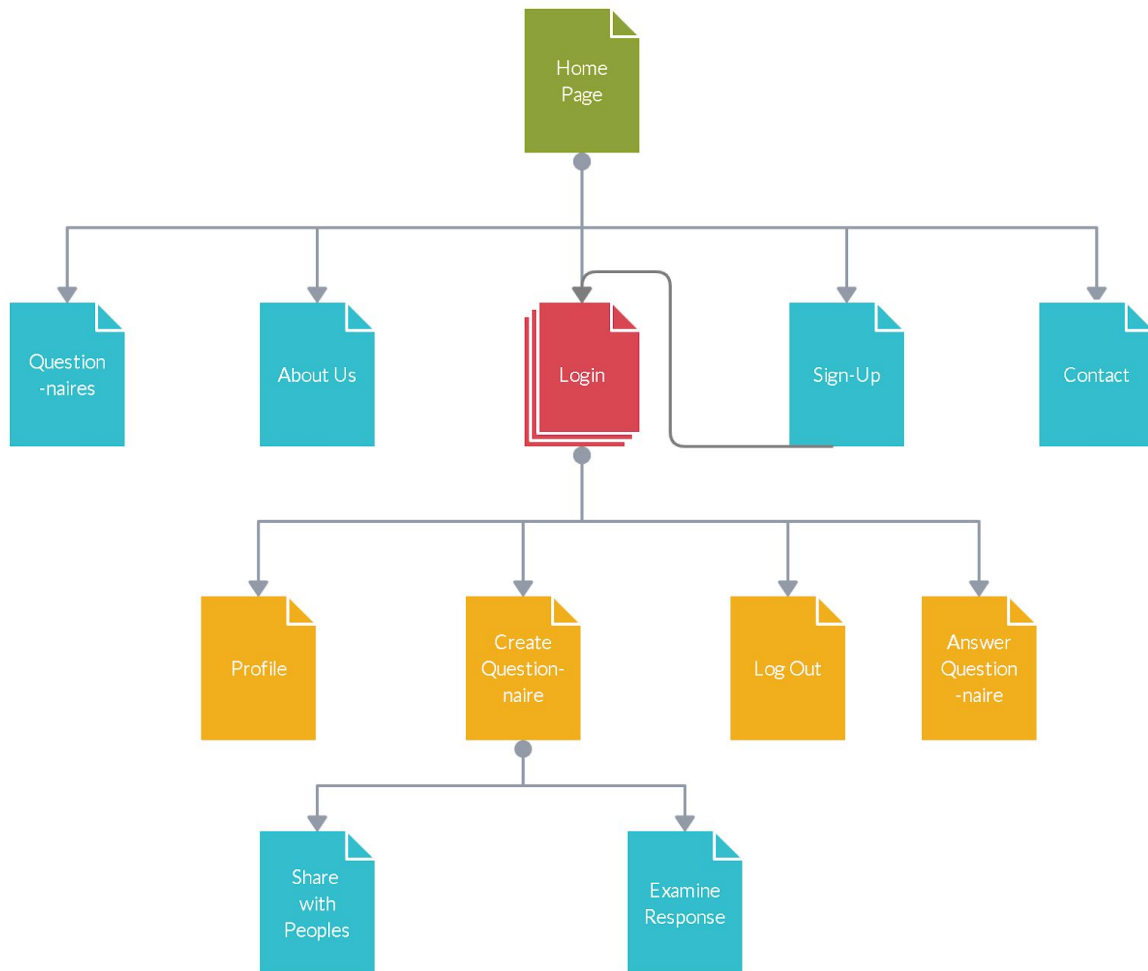 Home
Page
Question
-naires
About Us
Login
Sign-Up
Contact
Profile
Create
Question-
naire
Log Out
Answer
Question
-naire
Share
with
Peoples
Examine
Response